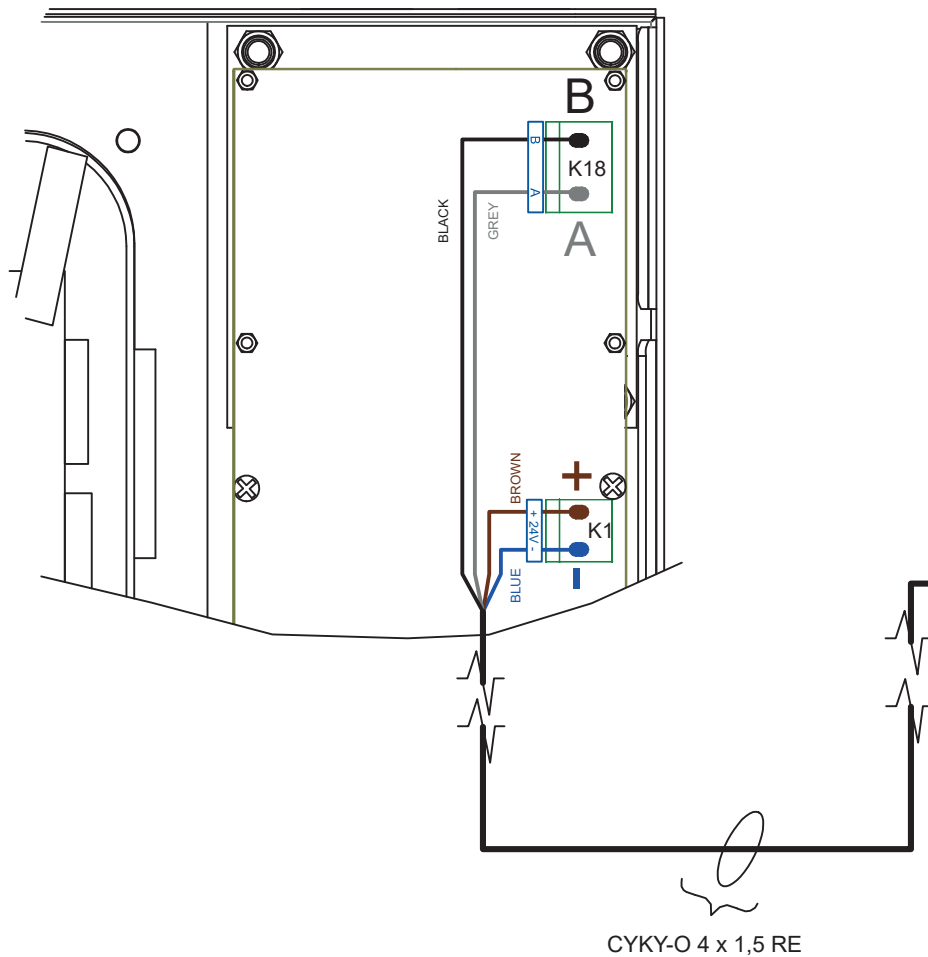 B
B
K18
A
A
BLACK
GREY
BROWN
+
+ 24V -
K1
-
BLUE
CYKY-O 4 x 1,5 RE